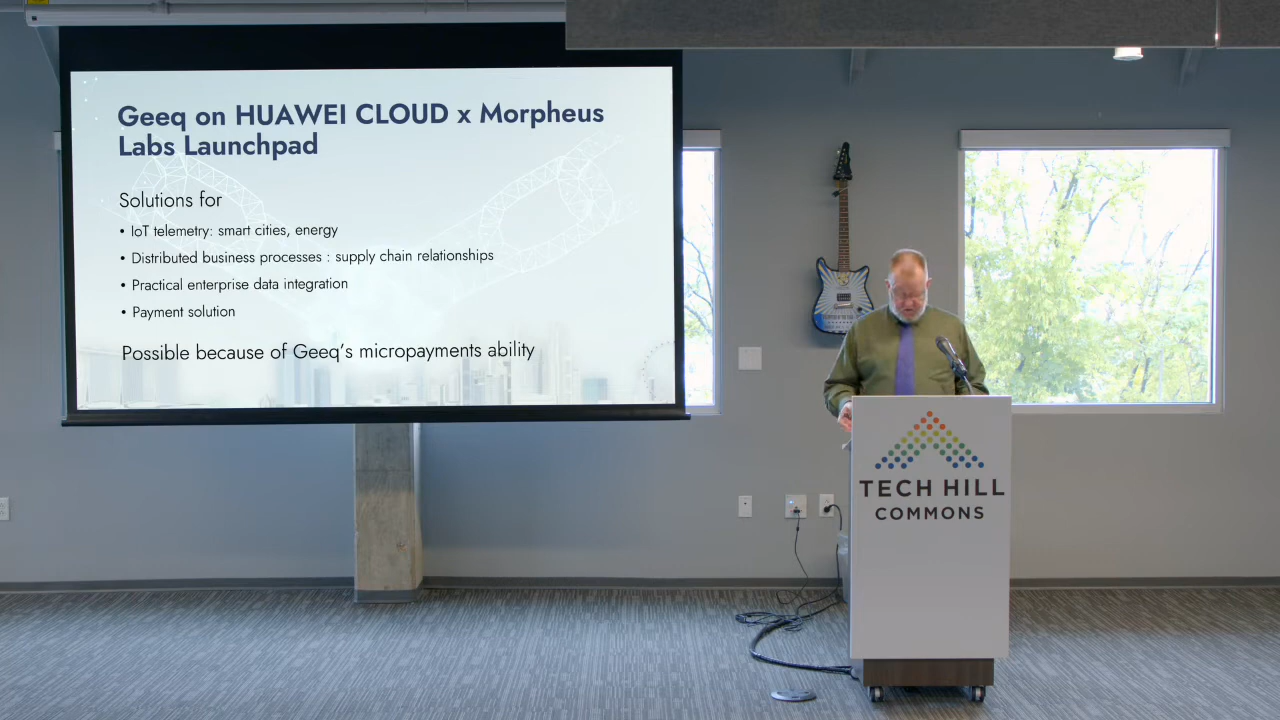 Geeq on HUAWEI CLOUD x Morpheus
Labs Launchpad
Solutions for
• IoT telemetry: smart cities, energy
• Distributed business processes : supply chain relationships
• Practical enterprise data integration
• Payment solution
Possible because of Geeq's micropayments ability
TECH HILL
COMMONS